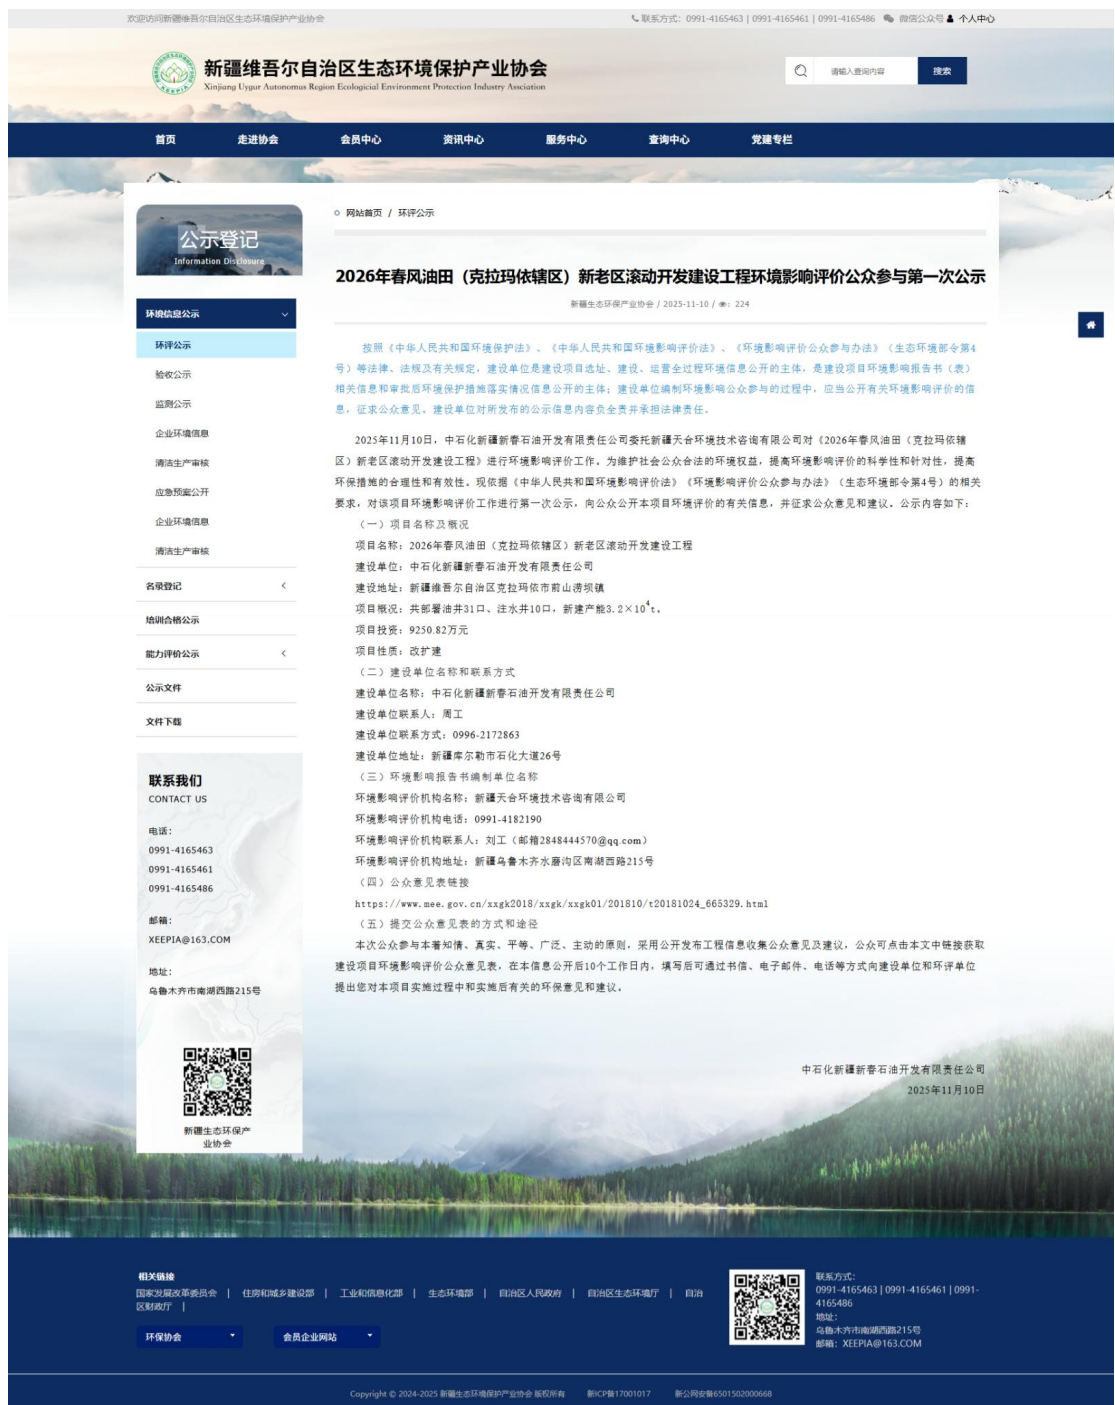 欢迎访问新疆维吾尔自治区生态环境保护产业协会
联系方式：0991-4165463 | 0991-4165461 | 0991-4165486 微信公众号 个人中心
XEEPIA
新疆维吾尔自治区生态环境保护产业协会
Xinjiang Uygur Autonomus Region Ecologicial Environment Protection Industry Assciation
请输入查询内容
搜索
首页 走进协会 会员中心 资讯中心 服务中心 查询中心 党建专栏
公示登记
Information Disclosure
环境信息公示
环评公示
验收公示
监测公示
企业环境信息
清洁生产审核
应急预案公开
企业环境信息
清洁生产审核
名录登记
培训合格公示
能力评价公示
公示文件
文件下载
联系我们
CONTACT US
电话：
0991-4165463
0991-4165461
0991-4165486
邮箱：
XEEPIA@163.COM
地址：
乌鲁木齐市南湖西路215号
新疆生态环保产
业协会
网站首页 / 环评公示
2026年春风油田（克拉玛依辖区）新老区滚动开发建设工程环境影响评价公众参与第一次公示
新疆生态环保产业协会 / 2025-11-10 / ：224
按照《中华人民共和国环境保护法》、《中华人民共和国环境影响评价法》、《环境影响评价公众参与办法》（生态环境部令第4
号）等法律、法规及有关规定，建设单位是建设项目选址、建设、运营全过程环境信息公开的主体，是建设项目环境影响报告书（表）
相关信息和审批后环境保护措施落实情况信息公开的主体；建设单位编制环境影响公众参与的过程中，应当公开有关环境影响评价的信
息，征求公众意见。建设单位对所发布的公示信息内容负全责并承担法律责任。
2025年11月10日，中石化新疆新春石油开发有限责任公司委托新疆天合环境技术咨询有限公司对《2026年春风油田（克拉玛依辖
区）新老区滚动开发建设工程》进行环境影响评价工作。为维护社会公众合法的环境权益，提高环境影响评价的科学性和针对性，提高
环保措施的合理性和有效性。现依据《中华人民共和国环境影响评价法》《环境影响评价公众参与办法》（生态环境部令第4号）的相关
要求，对该项目环境影响评价工作进行第一次公示，向公众公开本项目环境评价的有关信息，并征求公众意见和建议。公示内容如下：
（一）项目名称及概况
项目名称：2026年春风油田（克拉玛依辖区）新老区滚动开发建设工程
建设单位：中石化新疆新春石油开发有限责任公司
建设地址：新疆维吾尔自治区克拉玛依市前山涝坝镇
项目概况：共部署油井31口、注水井10口，新建产能3.2×10⁴t。
项目投资：9250.82万元
项目性质：改扩建
（二）建设单位名称和联系方式
建设单位名称：中石化新疆新春石油开发有限责任公司
建设单位联系人：周工
建设单位联系方式：0996-2172863
建设单位地址：新疆库尔勒市石化大道26号
（三）环境影响报告书编制单位名称
环境影响评价机构名称：新疆天合环境技术咨询有限公司
环境影响评价机构电话：0991-4182190
环境影响评价机构联系人：刘工（邮箱2848444570@qq.com）
环境影响评价机构地址：新疆乌鲁木齐水磨沟区南湖西路215号
（四）公众意见表链接
https://www.mee.gov.cn/xxgk2018/xxgk/xxgk01/201810/t20181024_665329.html
（五）提交公众意见表的方式和途径
本次公众参与本着知情、真实、平等、广泛、主动的原则，采用公开发布工程信息收集公众意见及建议，公众可点击本文中链接获取
建设项目环境影响评价公众意见表，在本信息公开后10个工作日内，填写后可通过书信、电子邮件、电话等方式向建设单位和环评单位
提出您对本项目实施过程中和实施后有关的环保意见和建议。
中石化新疆新春石油开发有限责任公司
2025年11月10日
相关链接
国家发展改革委员会 | 住房和城乡建设部 | 工业和信息化部 | 生态环境部 | 自治区人民政府 | 自治区生态环境厅 | 自治
区财政厅 |
环保协会 会员企业网站
联系方式：
0991-4165463 | 0991-4165461 | 0991-
4165486
地址：
乌鲁木齐市南湖西路215号
邮箱：XEEPIA@163.COM
Copyright © 2024-2025 新疆生态环境保护产业协会 版权所有 新ICP备17001017 新公网安备6501502000668